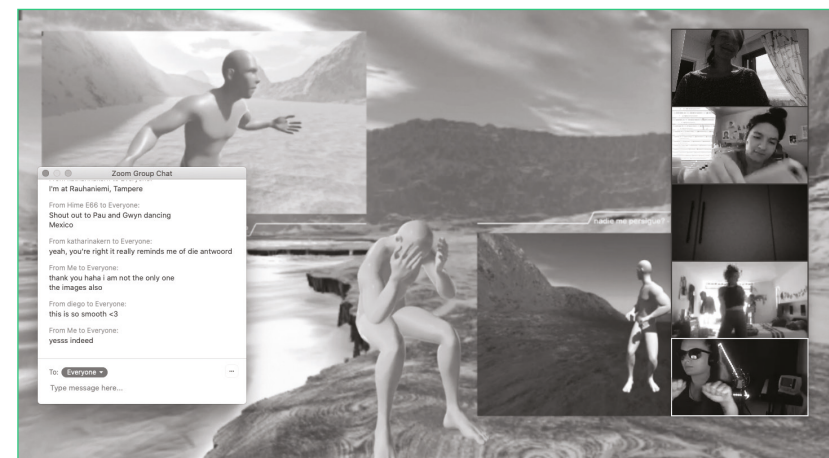 Zoom Group Chat
I'm at Rauhaniemi, Tampere
From Hime E66 to Everyone:
Shout out to Pau and Gwyn dancing
Mexico
From katharinakern to Everyone:
yeah, you're right it really reminds me of die antwoord
From Me to Everyone:
thank you haha i am not the only one
the images also
From diego to Everyone:
this is so smooth <3
From Me to Everyone:
yesss indeed
To: Everyone
Type message here...
nadie me persigue?